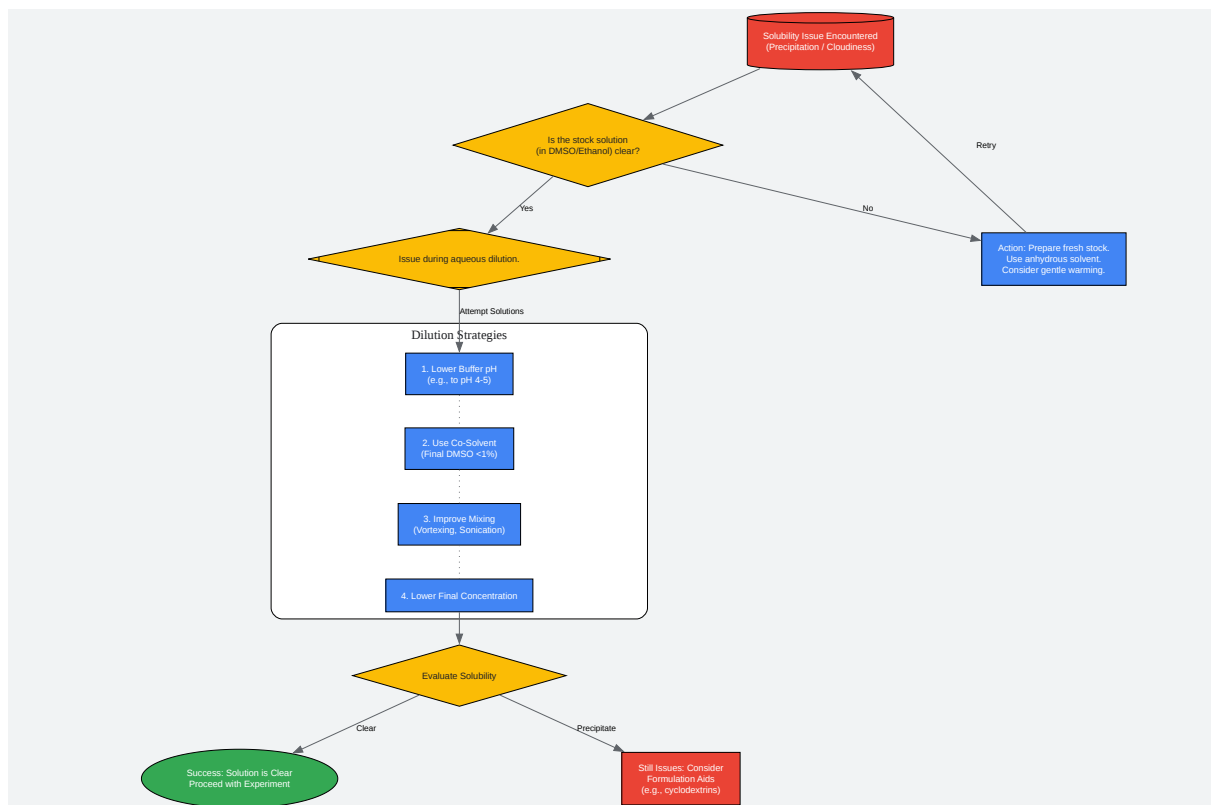 Solubility Issue Encountered
(Precipitation / Cloudiness)
Is the stock solution
(in DMSO/Ethanol) clear?
Retry
Yes
No
Action: Prepare fresh stock.
Use anhydrous solvent.
Consider gentle warming.
Issue during aqueous dilution.
Attempt Solutions
Dilution Strategies
1. Lower Buffer pH
(e.g., to pH 4-5)
2. Use Co-Solvent
(Final DMSO <1%)
3. Improve Mixing
(Vortexing, Sonication)
4. Lower Final Concentration
Evaluate Solubility
Clear
Precipitate
Success: Solution is Clear
Proceed with Experiment
Still Issues: Consider
Formulation Aids
(e.g., cyclodextrins)